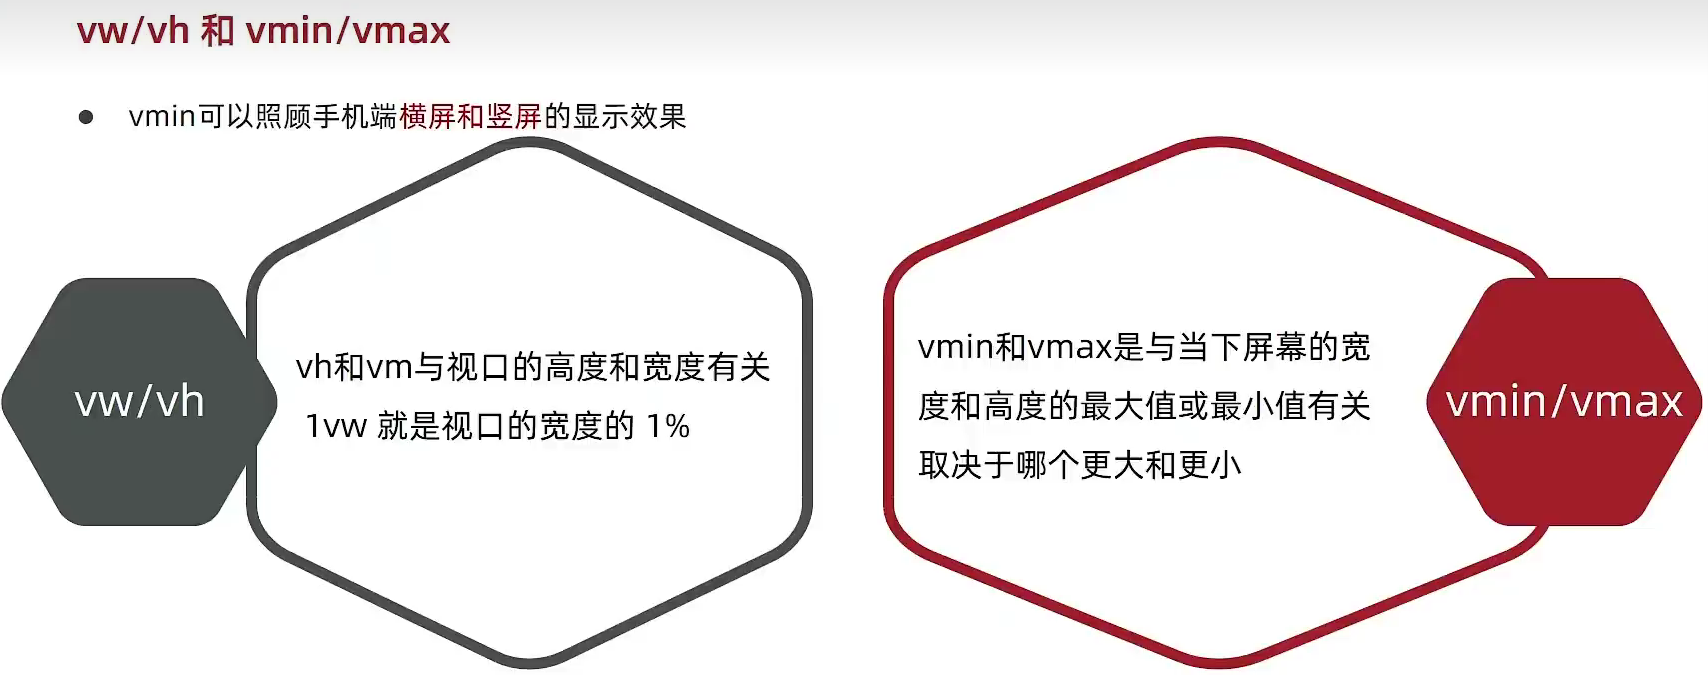 vw/vh 和 vmin/vmax
● vmin可以照顾手机端横屏和竖屏的显示效果
vw/vh
vh和vm与视口的高度和宽度有关
1vw 就是视口的宽度的 1%
vmin和vmax是与当下屏幕的宽
度和高度的最大值或最小值有关
取决于哪个更大和更小
vmin/vmax